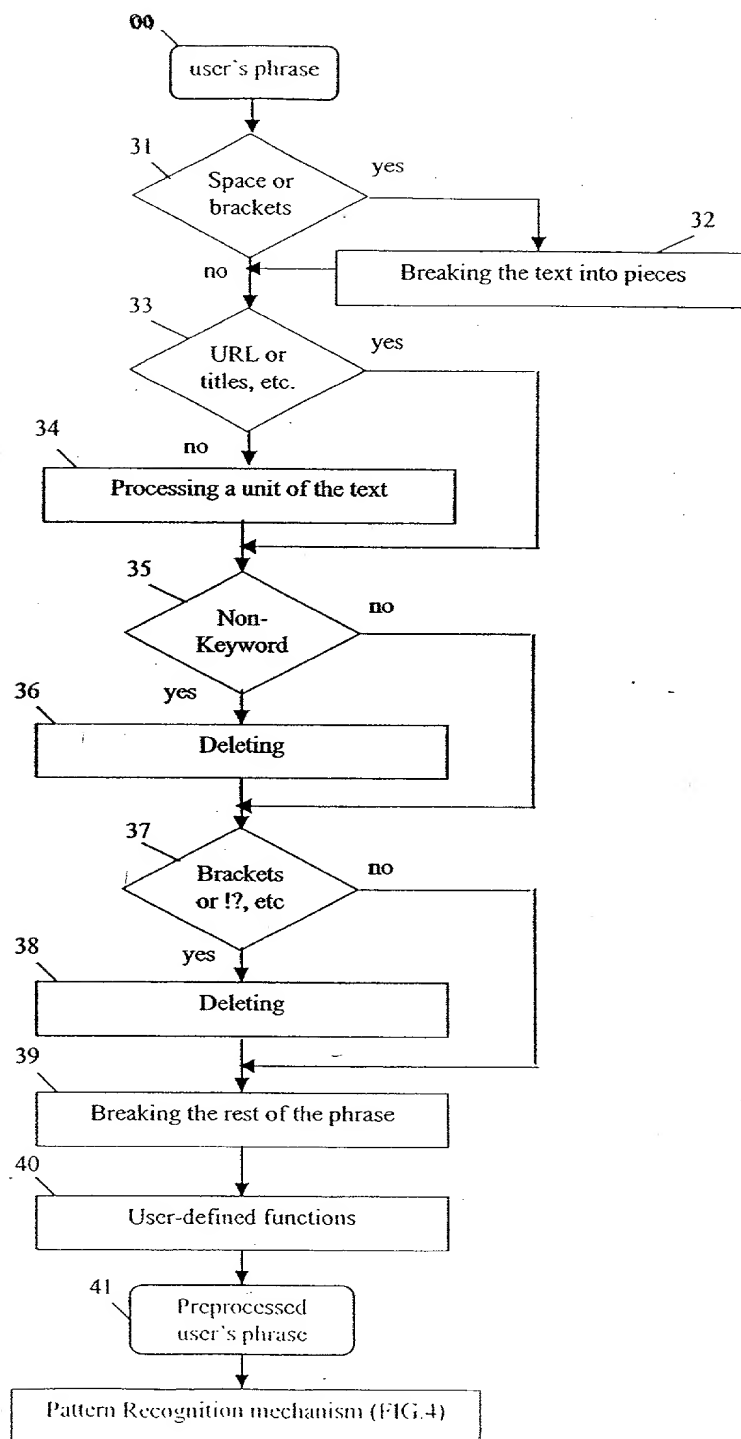 00
user's phrase
31
Space or
brackets
yes
32
Breaking the text into pieces
no
33
URL or
titles, etc.
yes
34
no
Processing a unit of the text
35
Non-
Keyword
no
yes
36
Deleting
37
Brackets
or !?, etc
no
yes
38
Deleting
39
Breaking the rest of the phrase
40
User-defined functions
41
Preprocessed
user's phrase
Pattern Recognition mechanism (FIG.4)